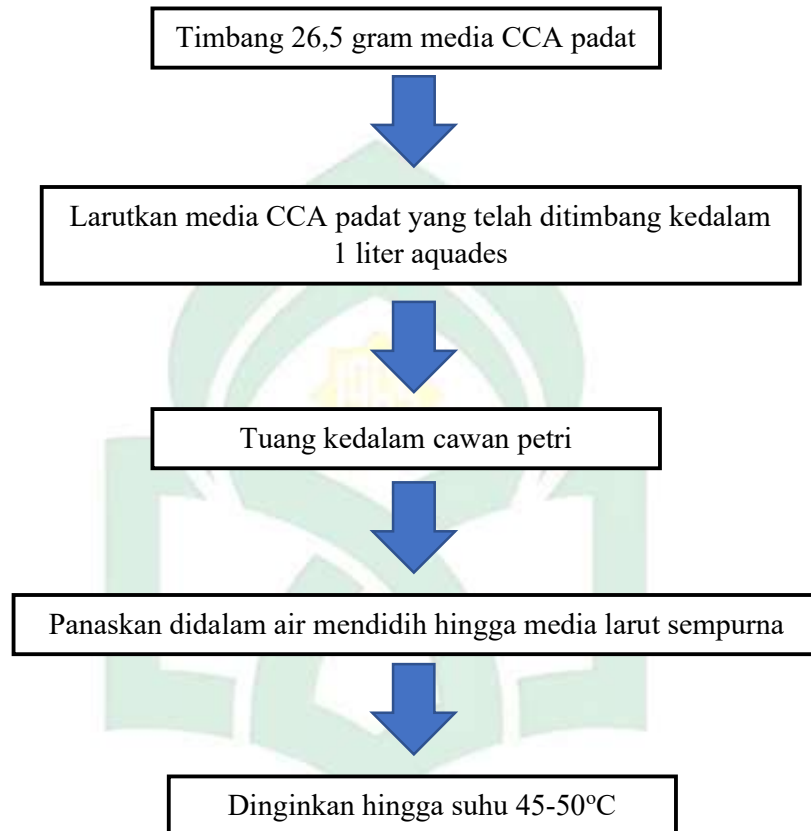 Timbang 26,5 gram media CCA padat
Larutkan media CCA padat yang telah ditimbang kedalam
1 liter aquades
Tuang kedalam cawan petri
Panaskan didalam air mendidih hingga media larut sempurna
Dinginkan hingga suhu 45-50ºC